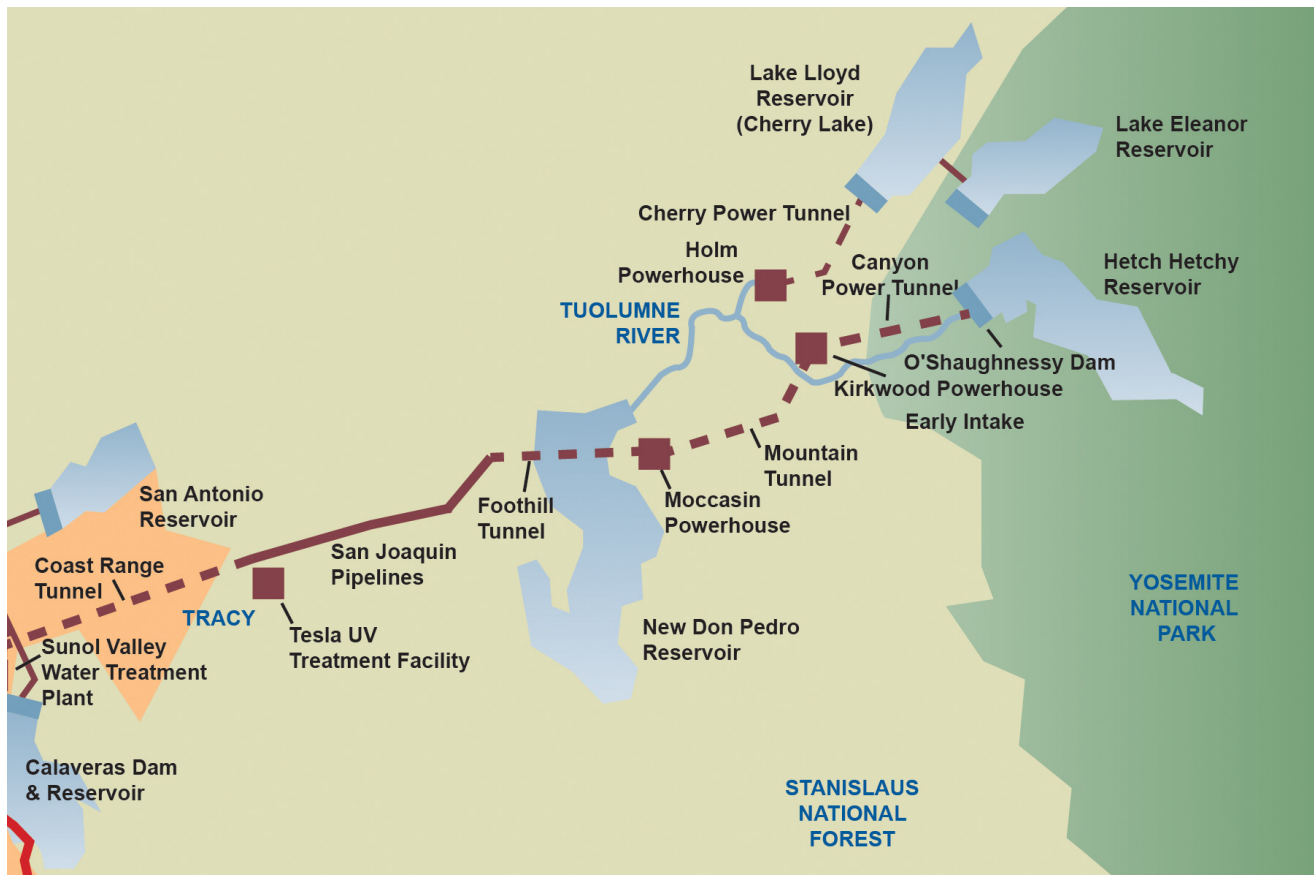 Lake Lloyd
Reservoir
(Cherry Lake)
Lake Eleanor
Reservoir
Cherry Power Tunnel
Holm
Powerhouse
Canyon
Power Tunnel
Hetch Hetchy
Reservoir
TUOLUMNE
RIVER
O'Shaughnessy Dam
Kirkwood Powerhouse
Early Intake
Mountain
Tunnel
San Antonio
Reservoir
Foothill
Tunnel
Moccasin
Powerhouse
San Joaquin
Pipelines
Coast Range
Tunnel
TRACY
YOSEMITE
NATIONAL
PARK
Tesla UV
Treatment Facility
New Don Pedro
Reservoir
Sunol Valley
Water Treatment
Plant
Calaveras Dam
& Reservoir
STANISLAUS
NATIONAL
FOREST